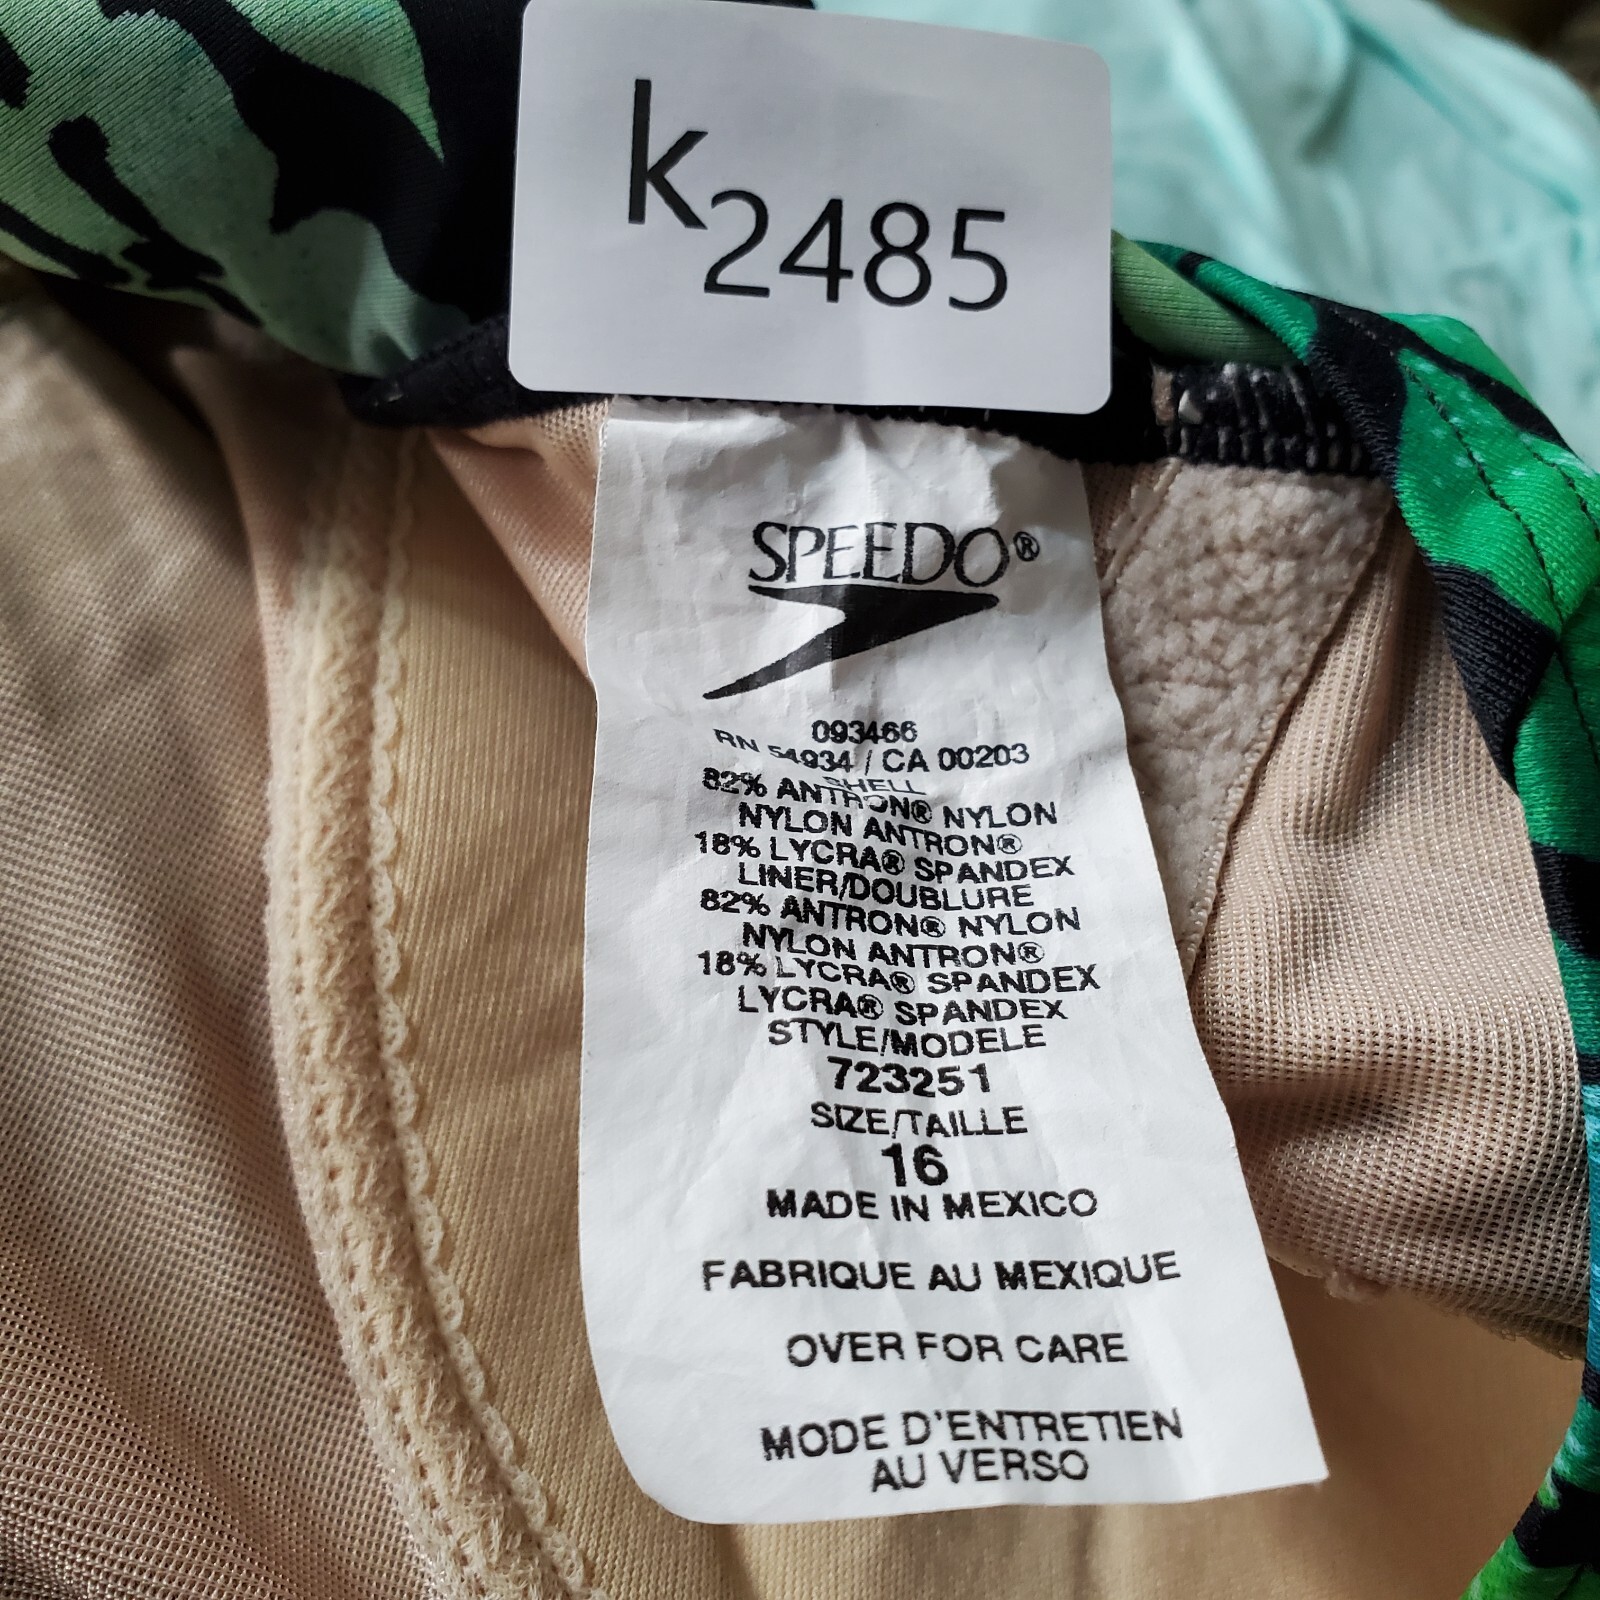 k2485
SPEEDO®
093466
RN 54934 / CA 00203
SHELL
82% ANTRON® NYLON
NYLON ANTRON®
18% LYCRA® SPANDEX
LINER/DOUBLURE
82% ANTRON® NYLON
NYLON ANTRON®
18% LYCRA® SPANDEX
LYCRA® SPANDEX
STYLE/MODELE
723251
SIZE/TAILLE
16
MADE IN MEXICO
FABRIQUE AU MEXIQUE
OVER FOR CARE
MODE D'ENTRETIEN
AU VERSO